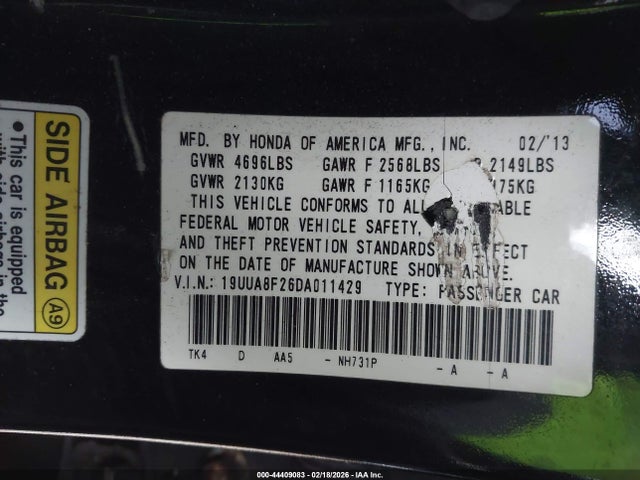 SIDE AIRBAG A9
•This car is equipped
with side airbags in the
MFD. BY HONDA OF AMERICA MFG., INC. 02/'13
GVWR 4696LBS GAWR F 2568LBS 2149LBS
GVWR 2130KG GAWR F 1165KG
THIS VEHICLE CONFORMS TO ALL
FEDERAL MOTOR VEHICLE SAFETY,
AND THEFT PREVENTION STANDARDS IN EFFECT
ON THE DATE OF MANUFACTURE SHOWN ABOVE.
V.I.N.: 19UUA8F26DA011429 TYPE: PASSENGER CAR
TK4 D AA5 - NH731P - A - A
000-44409083 - 02/18/2026 - IAA Inc.